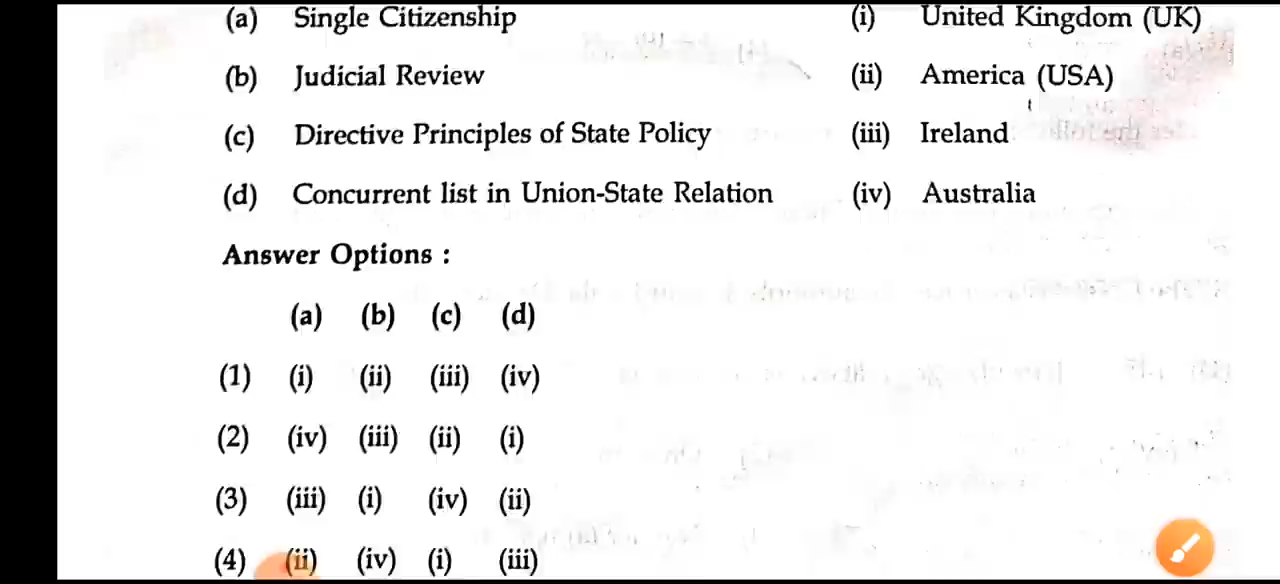 (a) Single Citizenship (i) United Kingdom (UK)
(b) Judicial Review (ii) America (USA)
(c) Directive Principles of State Policy (iii) Ireland
(d) Concurrent list in Union-State Relation (iv) Australia
Answer Options :
(a) (b) (c) (d)
(1) (i) (ii) (iii) (iv)
(2) (iv) (iii) (ii) (i)
(3) (iii) (i) (iv) (ii)
(4) (ii) (iv) (i) (iii)